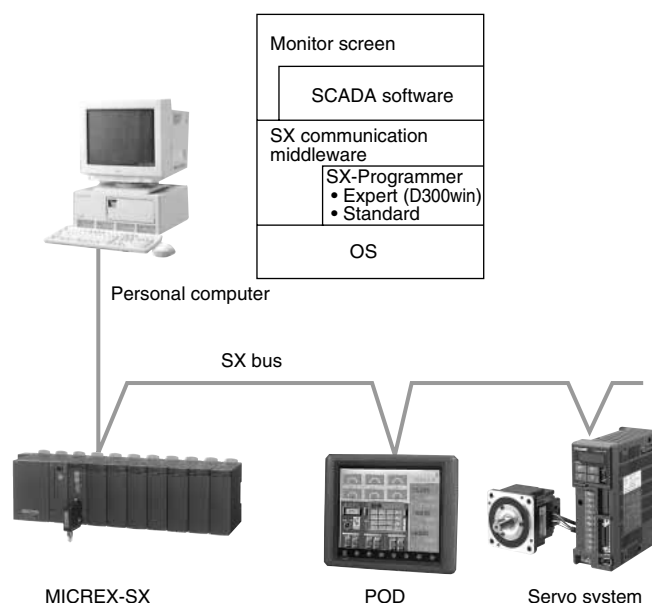 Monitor screen
SCADA software
SX communication
middleware
SX-Programmer
• Expert (D300win)
• Standard
OS
Personal computer
SX bus
MICREX-SX
POD
Servo system